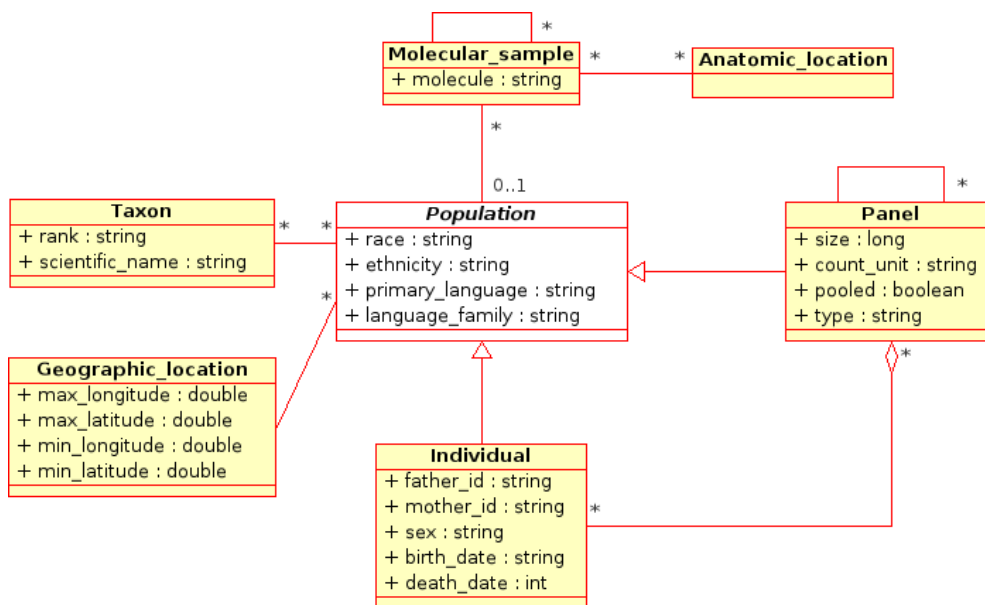 *
Molecular_sample
+ molecule : string
*
*
Anatomic_location
*
0..1
Taxon
+ rank : string
+ scientific_name : string
*
*
Population
+ race : string
+ ethnicity : string
+ primary_language : string
+ language_family : string
*
Panel
+ size : long
+ count_unit : string
+ pooled : boolean
+ type : string
*
*
Geographic_location
+ max_longitude : double
+ max_latitude : double
+ min_longitude : double
+ min_latitude : double
Individual
+ father_id : string
+ mother_id : string
+ sex : string
+ birth_date : string
+ death_date : int
*